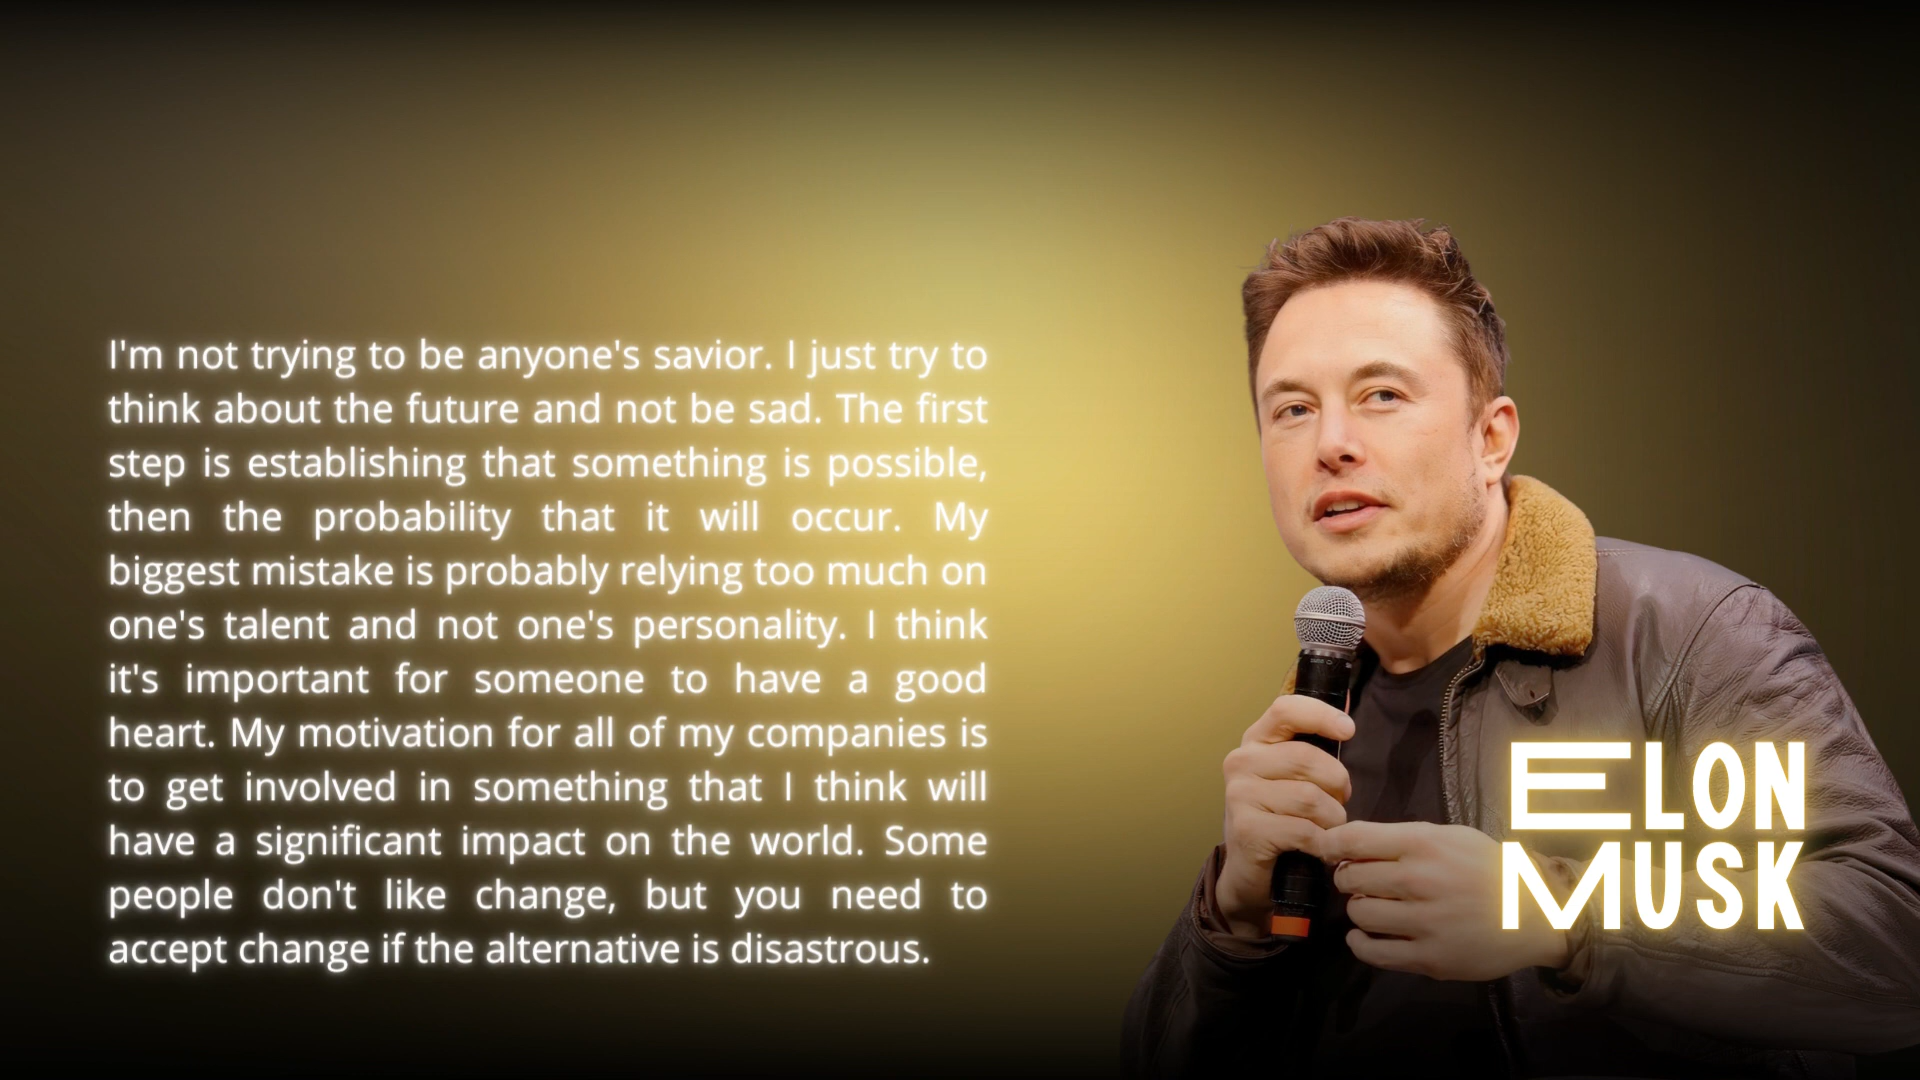 I'm not trying to be anyone's savior. I just try to
think about the future and not be sad. The first
step is establishing that something is possible,
then the probability that it will occur. My
biggest mistake is probably relying too much on
one's talent and not one's personality. I think
it's important for someone to have a good
heart. My motivation for all of my companies is
to get involved in something that I think will
have a significant impact on the world. Some
people don't like change, but you need to
accept change if the alternative is disastrous.
ELON
MUSK